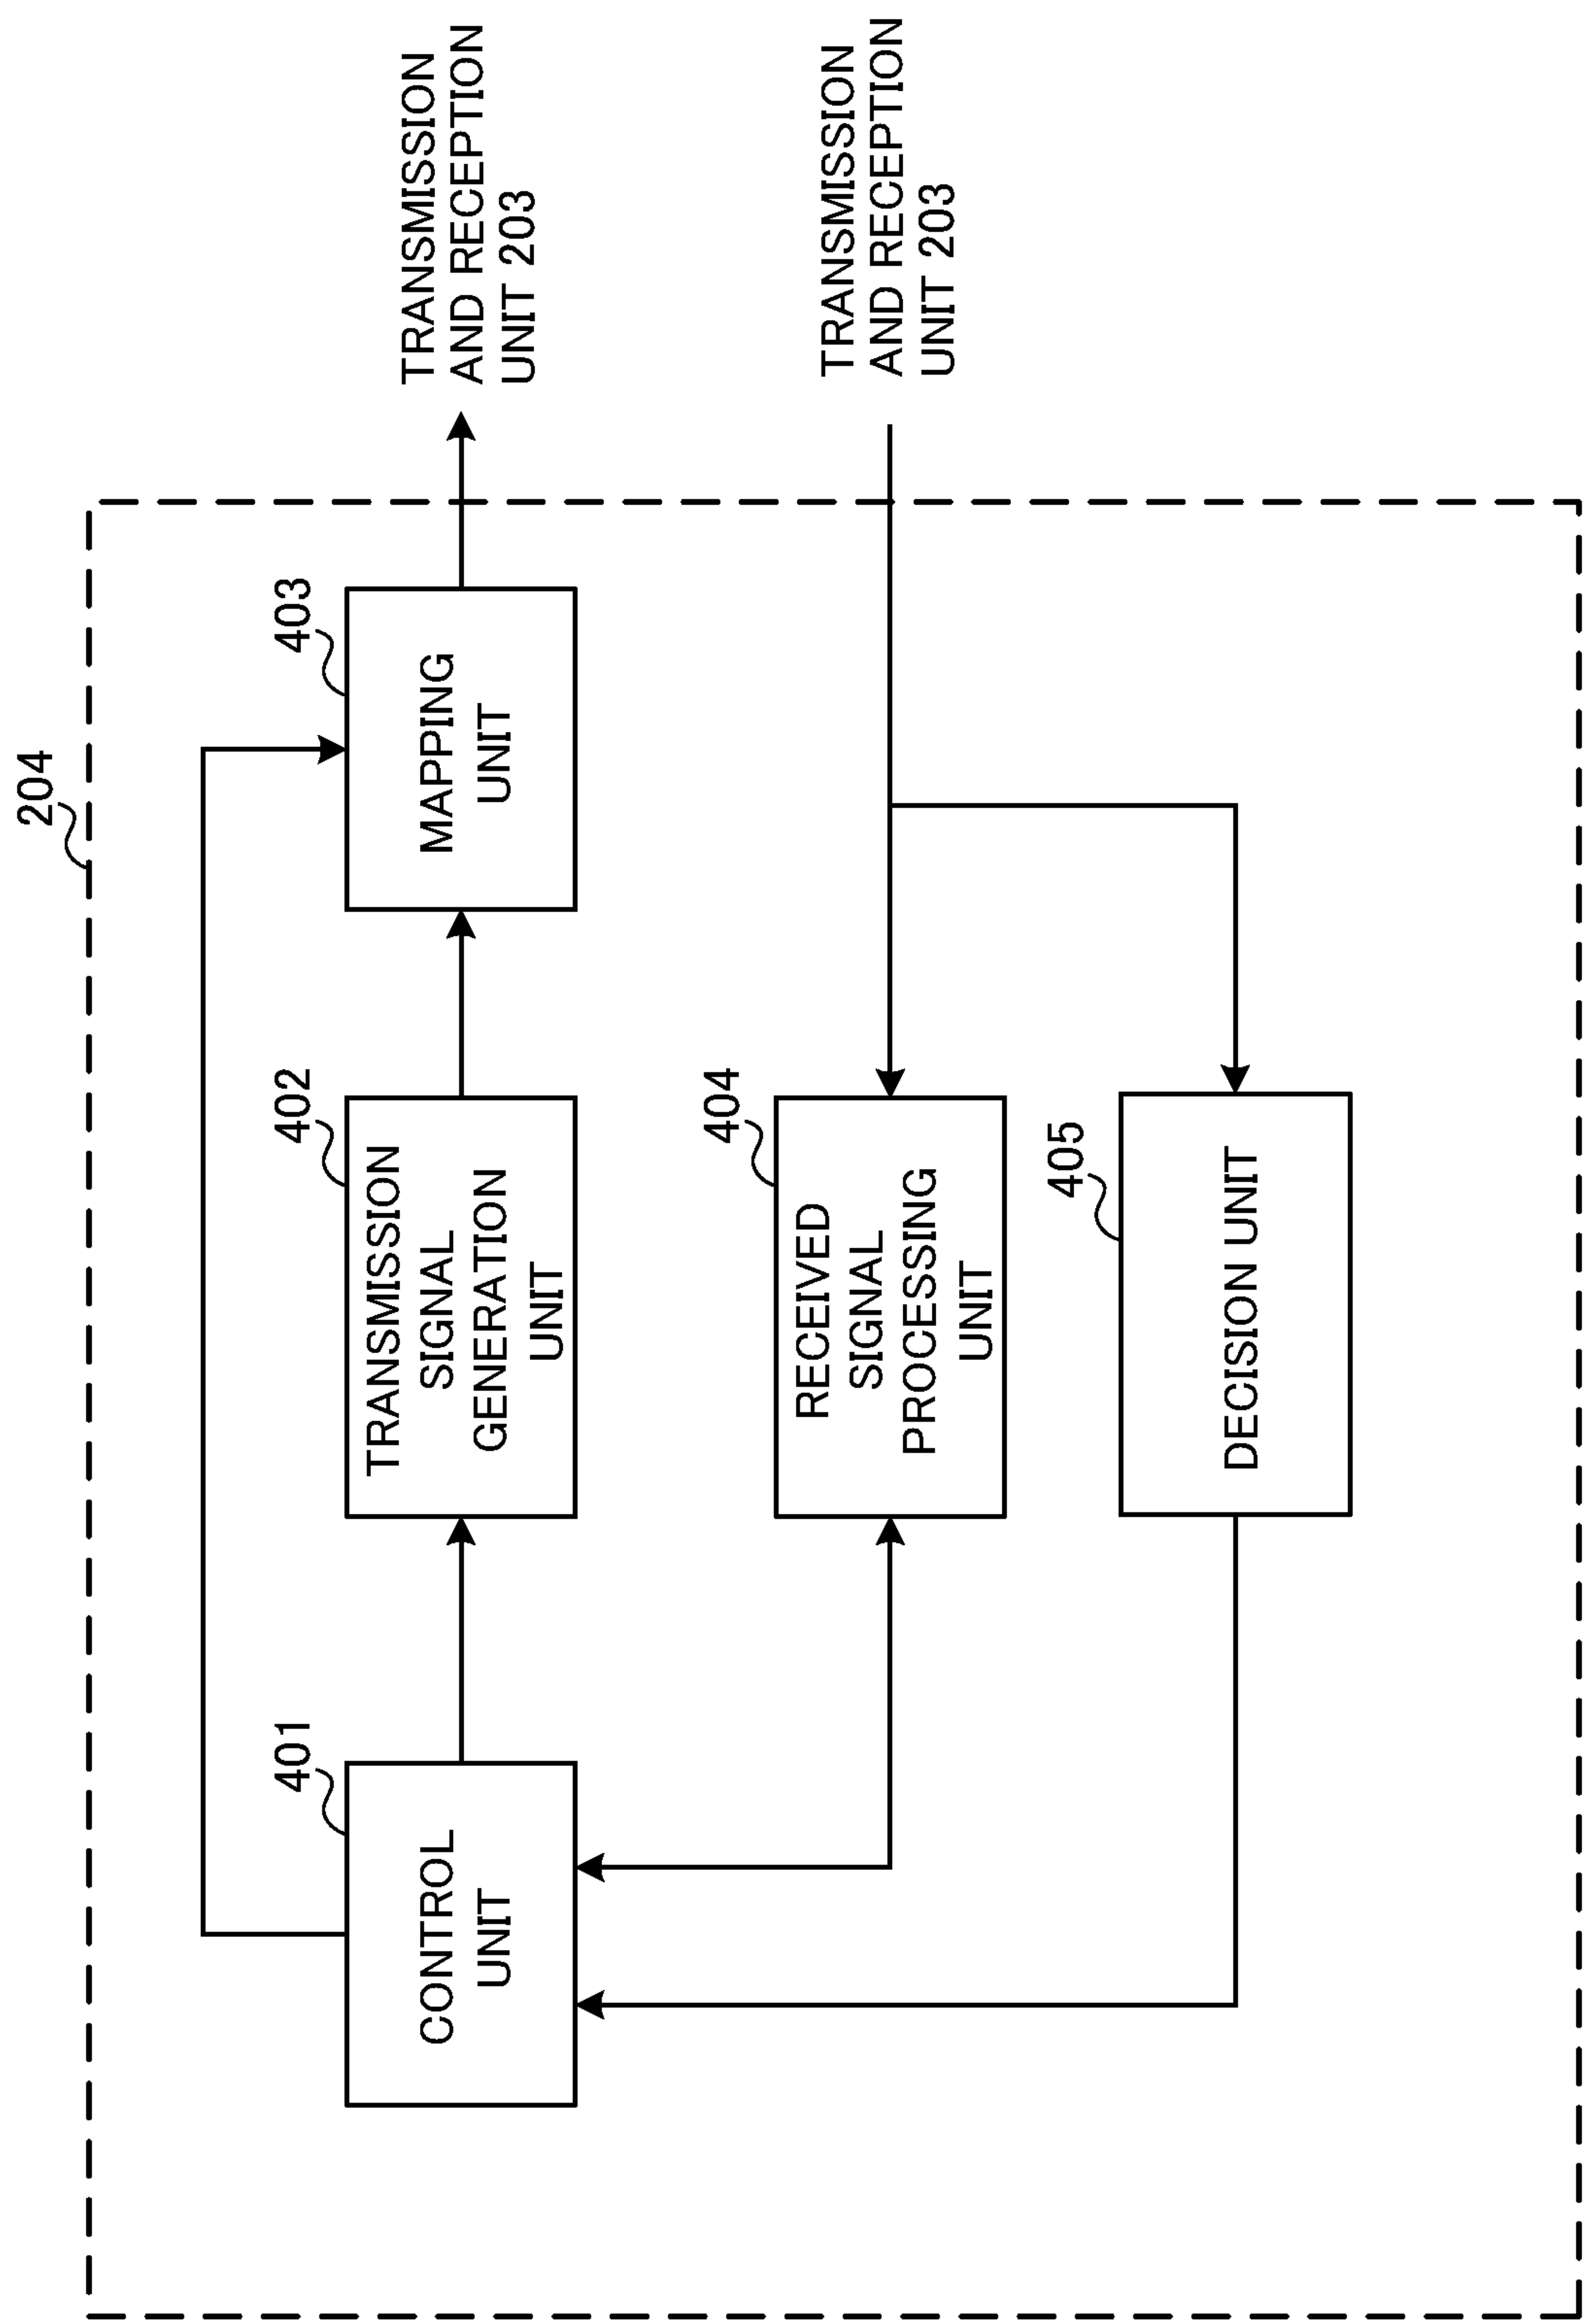 204
401
CONTROL
UNIT
402
TRANSMISSION
SIGNAL
GENERATION
UNIT
403
MAPPING
UNIT
TRANSMISSION
AND RECEPTION
UNIT 203
404
RECEIVED
SIGNAL
PROCESSING
UNIT
TRANSMISSION
AND RECEPTION
UNIT 203
405
DECISION UNIT